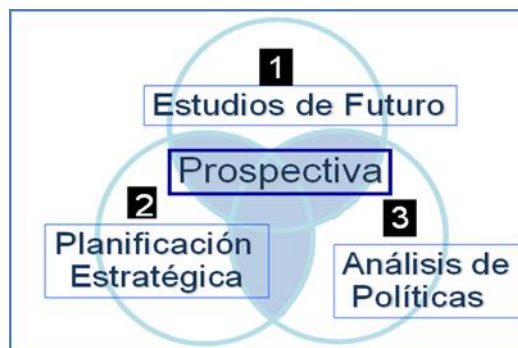 1
Estudios de Futuro
Prospectiva
2
Planificación
Estratégica
3
Análisis de
Políticas